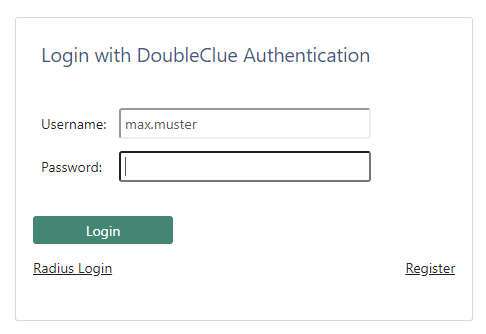 Login with DoubleClue Authentication
Username: max.muster
Password:
Login
Radius Login Register